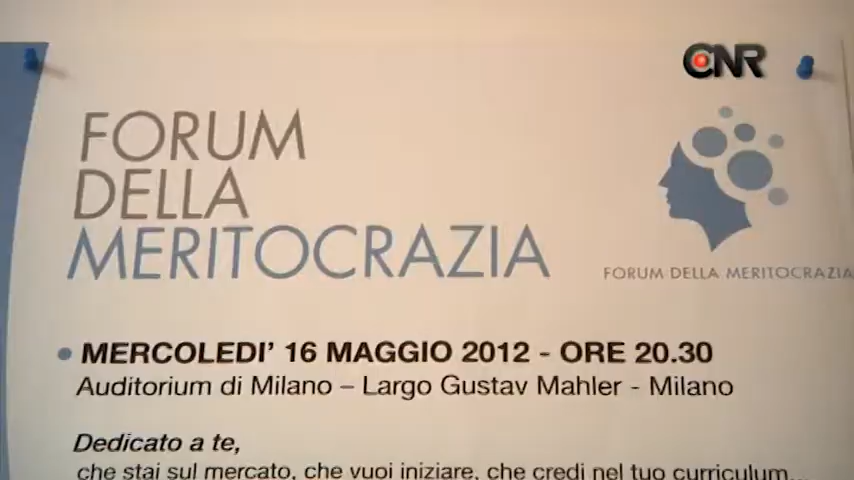 CNR
FORUM
DELLA
MERITOCRAZIA
FORUM DELLA MERITOCRAZIA
MERCOLEDI' 16 MAGGIO 2012 - ORE 20.30
Auditorium di Milano – Largo Gustav Mahler - Milano
Dedicato a te,
che stai sul mercato, che vuoi iniziare, che credi nel tuo curriculum...